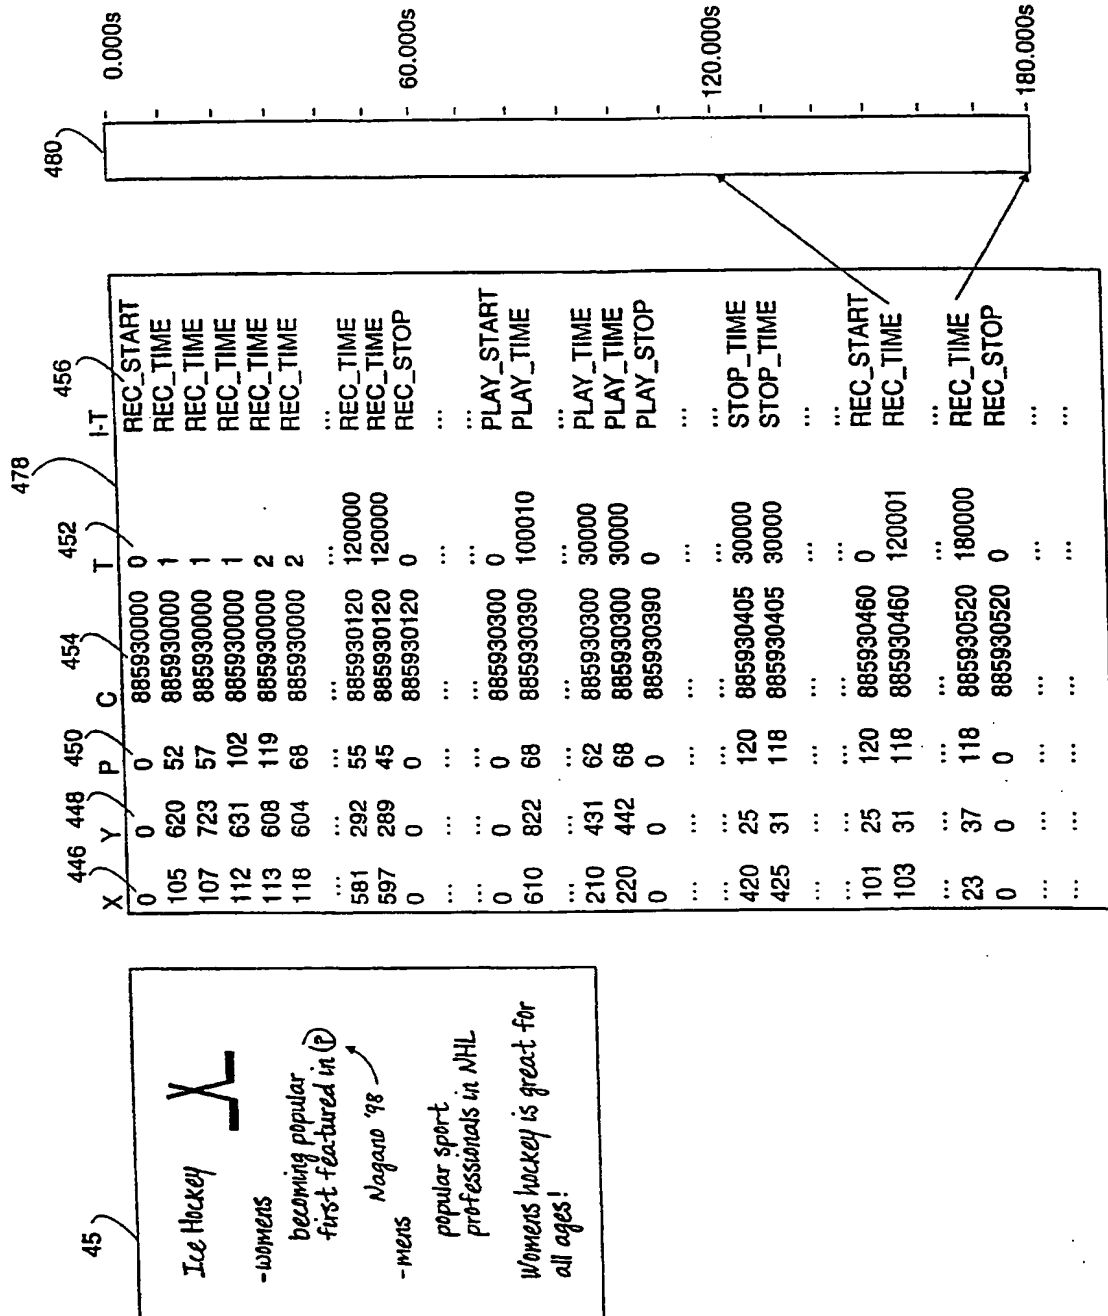 45
Ice Hockey
-womens
becoming popular
first featured in P
Nagano '98
-mens
popular sport
professionals in NHL
Womens hockey is great for
all ages!
478
446 448 450 454 452 456
X Y P C T I-T
0 0 0 885930000 0 REC_START
105 620 52 885930000 1 REC_TIME
107 723 57 885930000 1 REC_TIME
112 631 102 885930000 1 REC_TIME
113 608 119 885930000 2 REC_TIME
118 604 68 885930000 2 REC_TIME
... ... ... ... ... ...
581 292 55 885930120 120000 REC_TIME
597 289 45 885930120 120000 REC_TIME
0 0 0 885930120 0 REC_STOP
... ... ... ... ... ...
... ... ... ... ... ...
0 0 0 885930300 0 PLAY_START
610 822 68 885930390 100010 PLAY_TIME
... ... ... ... ... ...
210 431 62 885930300 30000 PLAY_TIME
220 442 68 885930300 30000 PLAY_TIME
0 0 0 885930390 0 PLAY_STOP
... ... ... ... ... ...
... ... ... ... ... ...
420 25 120 885930405 30000 STOP_TIME
425 31 118 885930405 30000 STOP_TIME
... ... ... ... ... ...
... ... ... ... ... ...
101 25 120 885930460 0 REC_START
103 31 118 885930460 120001 REC_TIME
... ... ... ... ... ...
23 37 118 885930520 180000 REC_TIME
0 0 0 885930520 0 REC_STOP
... ... ... ... ... ...
... ... ... ... ... ...
480
0.000s
60.000s
120.000s
180.000s